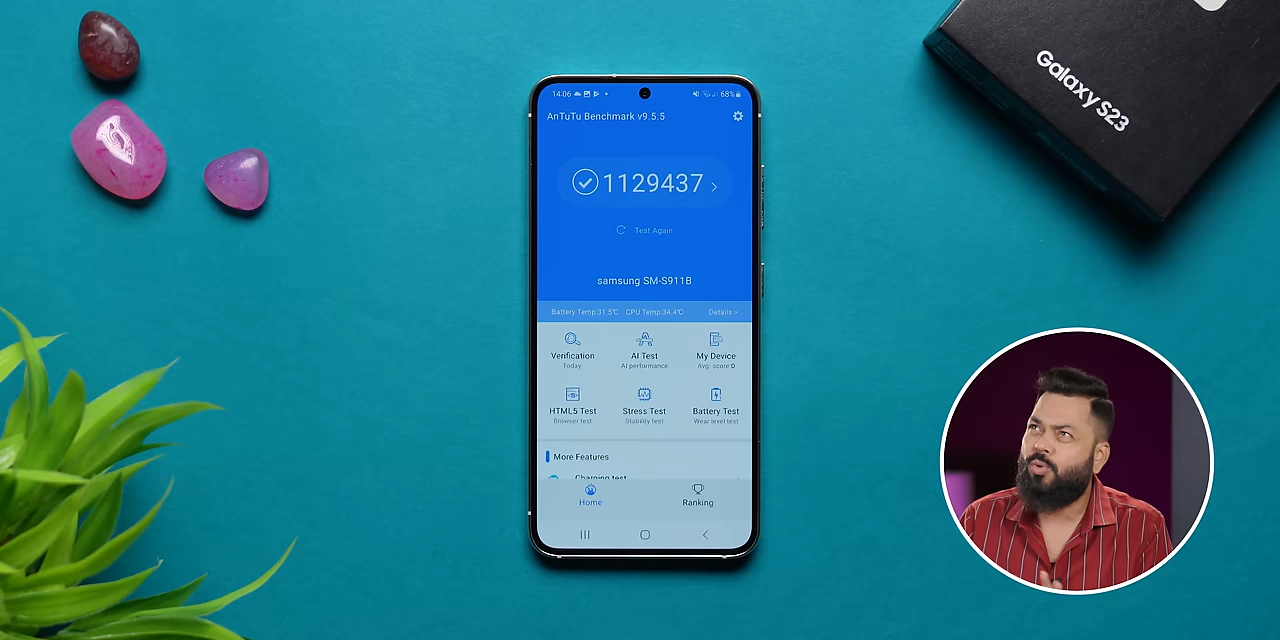 Galaxy S23
14:06
68%
AnTuTu Benchmark v9.5.5
1129437
Test Again
samsung SM-S911B
Battery Temp:31.5℃ CPU Temp:34.4℃ Details >
Verification AI Test My Device
Today AI performance Avg. score:0
HTML5 Test Stress Test Battery Test
Browser test Stability test Wear level test
More Features
Charging test
Home Ranking